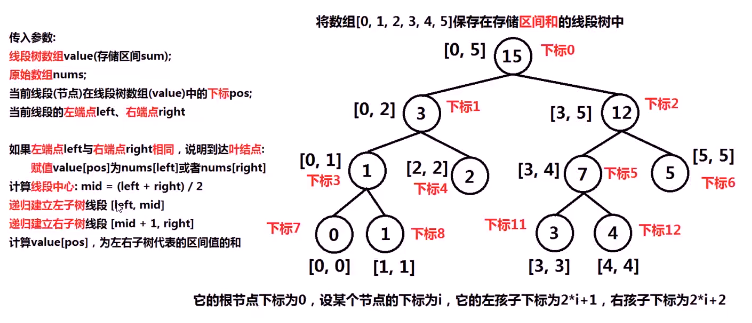 将数组[0, 1, 2, 3, 4, 5]保存在存储区间和的线段树中
传入参数:
线段树数组value(存储区间sum);
原始数组nums;
当前线段(节点)在线段树数组(value)中的下标pos;
当前线段的左端点left、右端点right
如果左端点left与右端点right相同，说明到达叶结点:
赋值value[pos]为nums[left]或者nums[right]
计算线段中心: mid = (left + right) / 2
递归建立左子树线段 [left, mid]
递归建立右子树线段 [mid + 1, right]
计算value[pos]，为左右子树代表的区间值的和
[0, 5] 15 下标0
[0, 2] 3 下标1
[3, 5] 12 下标2
[0, 1] 1 下标3
[2, 2] 2 下标4
[3, 4] 7 下标5
[5, 5] 5 下标6
下标7 0 [0, 0]
1 下标8 [1, 1]
下标11 3 [3, 3]
4 下标12 [4, 4]
它的根节点下标为0，设某个节点的下标为i，它的左孩子下标为2*i+1，右孩子下标为2*i+2